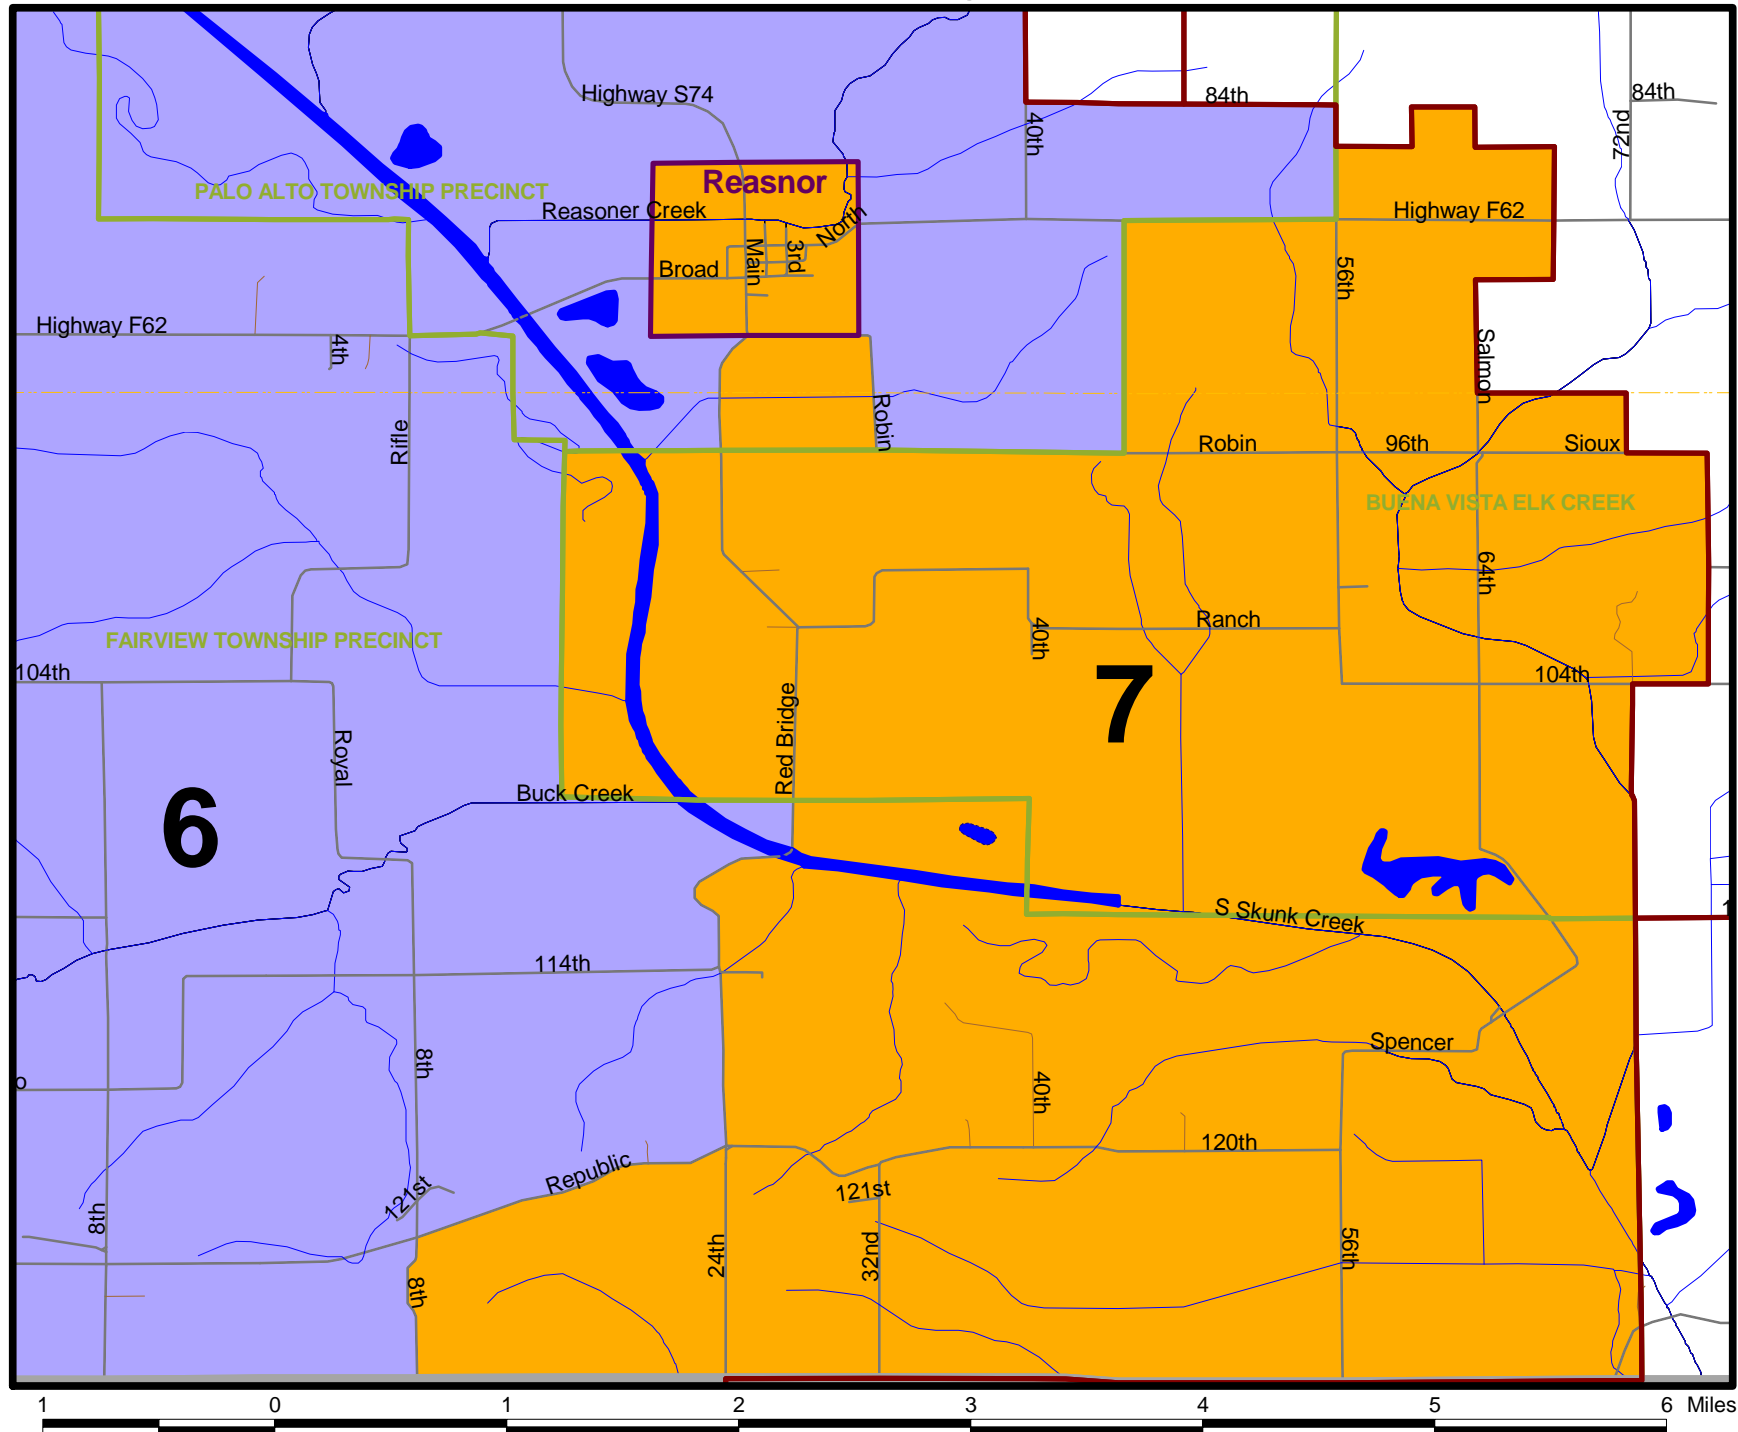 Highway S74
84th
84th
40th
72nd
Reasnor
PALO ALTO TOWNSHIP PRECINCT
Reasoner Creek
North
Highway F62
Main
3rd
Broad
56th
Highway F62
4th
Salmon
Rifle
Robin
Robin
96th
Sioux
BUENA VISTA ELK CREEK
64th
Ranch
40th
FAIRVIEW TOWNSHIP PRECINCT
104th
104th
7
Red Bridge
Royal
Buck Creek
6
S Skunk Creek
1
114th
Spencer
8th
o
40th
120th
Republic
121st
121st
8th
24th
32nd
56th
8th
1 0 1 2 3 4 5 6 Miles